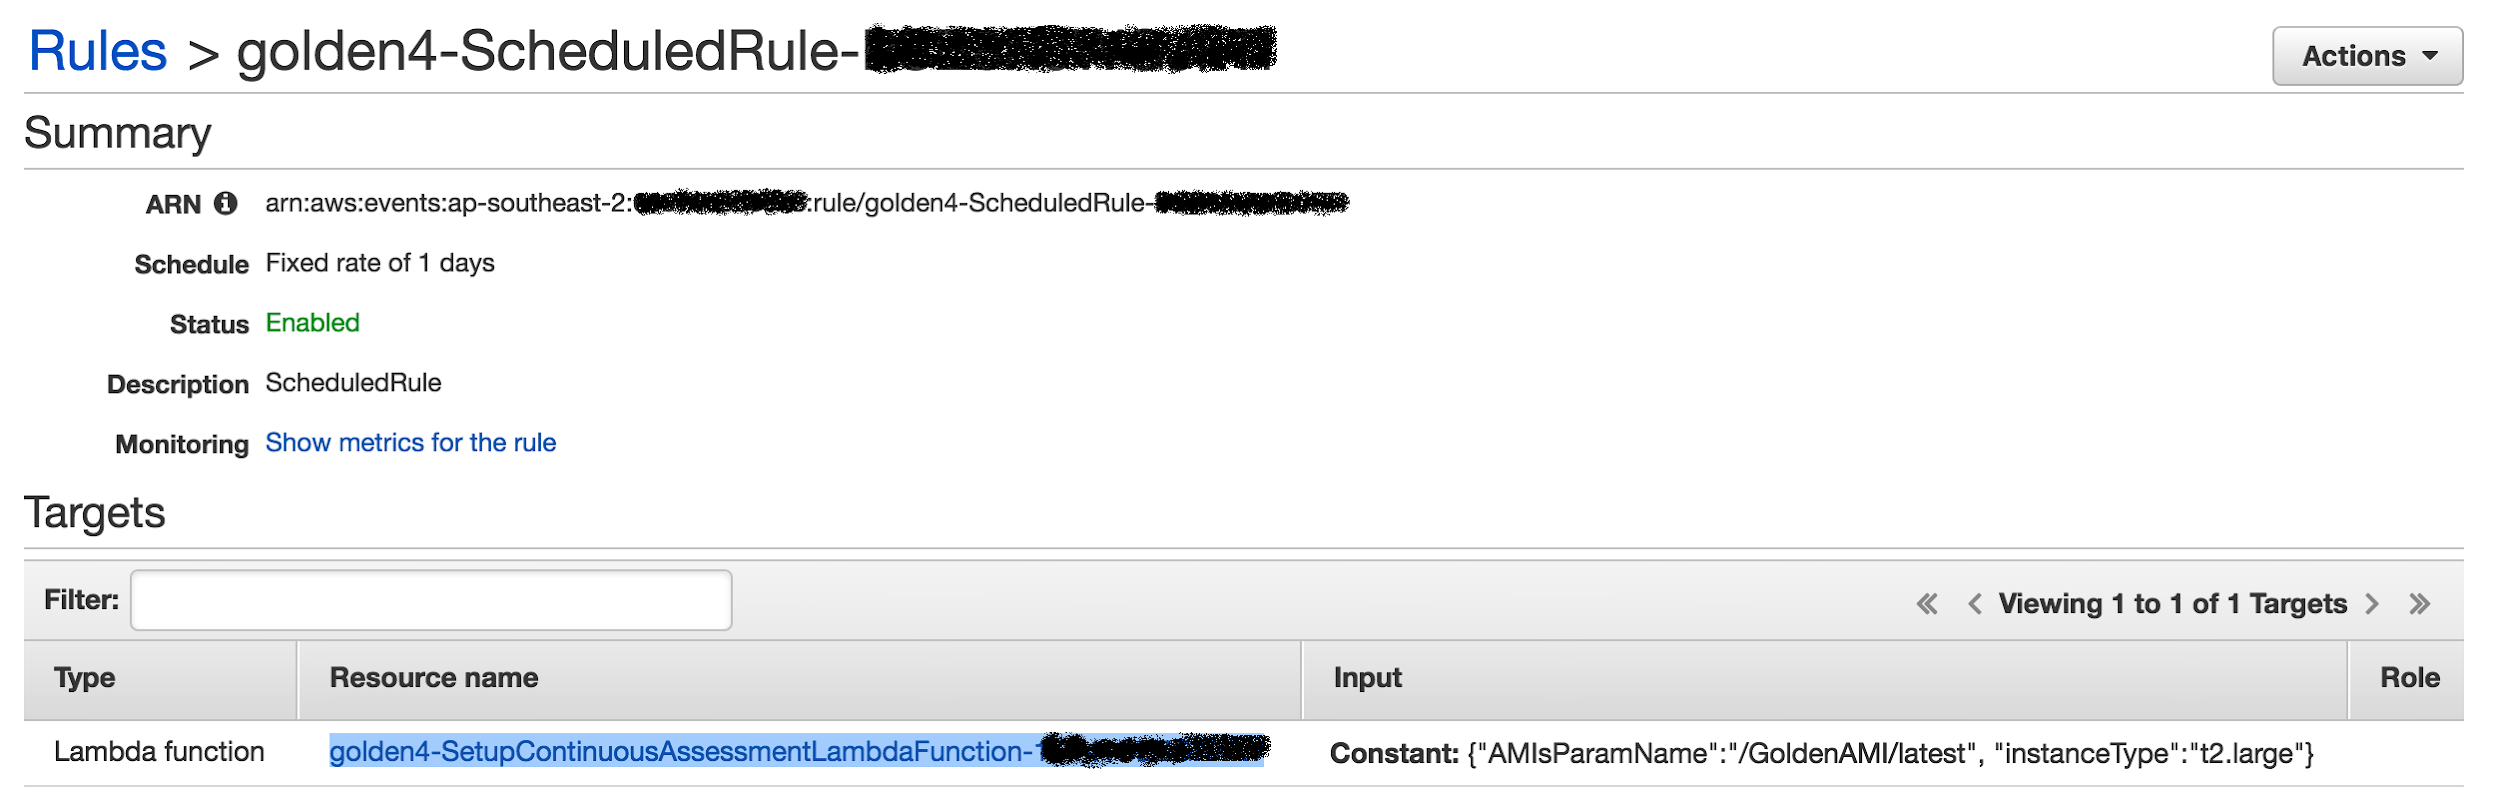 Rules > golden4-ScheduledRule-
Actions
Summary
ARN arn:aws:events:ap-southeast-2: :rule/golden4-ScheduledRule-
Schedule Fixed rate of 1 days
Status Enabled
Description ScheduledRule
Monitoring Show metrics for the rule
Targets
Filter: « < Viewing 1 to 1 of 1 Targets > »
Type Resource name Input Role
Lambda function golden4-SetupContinuousAssessmentLambdaFunction- Constant: {"AMIsParamName":"/GoldenAMI/latest", "instanceType":"t2.large"}